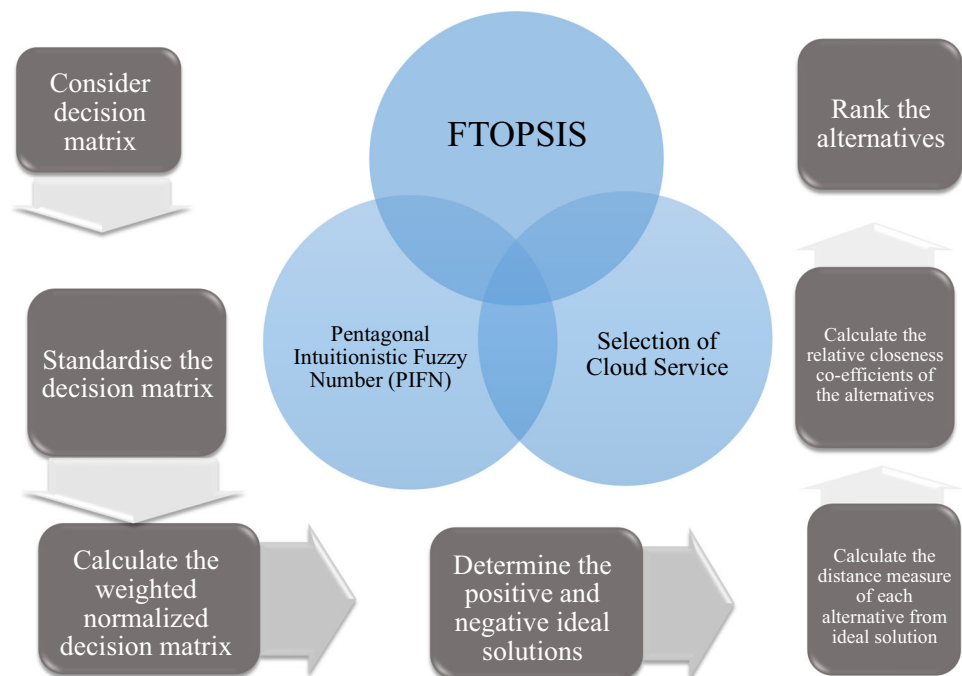 Consider
decision
matrix
Standardise the
decision matrix
Calculate the
weighted
normalized
decision matrix
Determine the
positive and
negative ideal
solutions
Calculate the
distance measure
of each
alternative from
ideal solution
Calculate the
relative closeness
co-efficients of
the alternatives
Rank the
alternatives
FTOPSIS
Pentagonal
Intuitionistic Fuzzy
Number (PIFN)
Selection of
Cloud Service